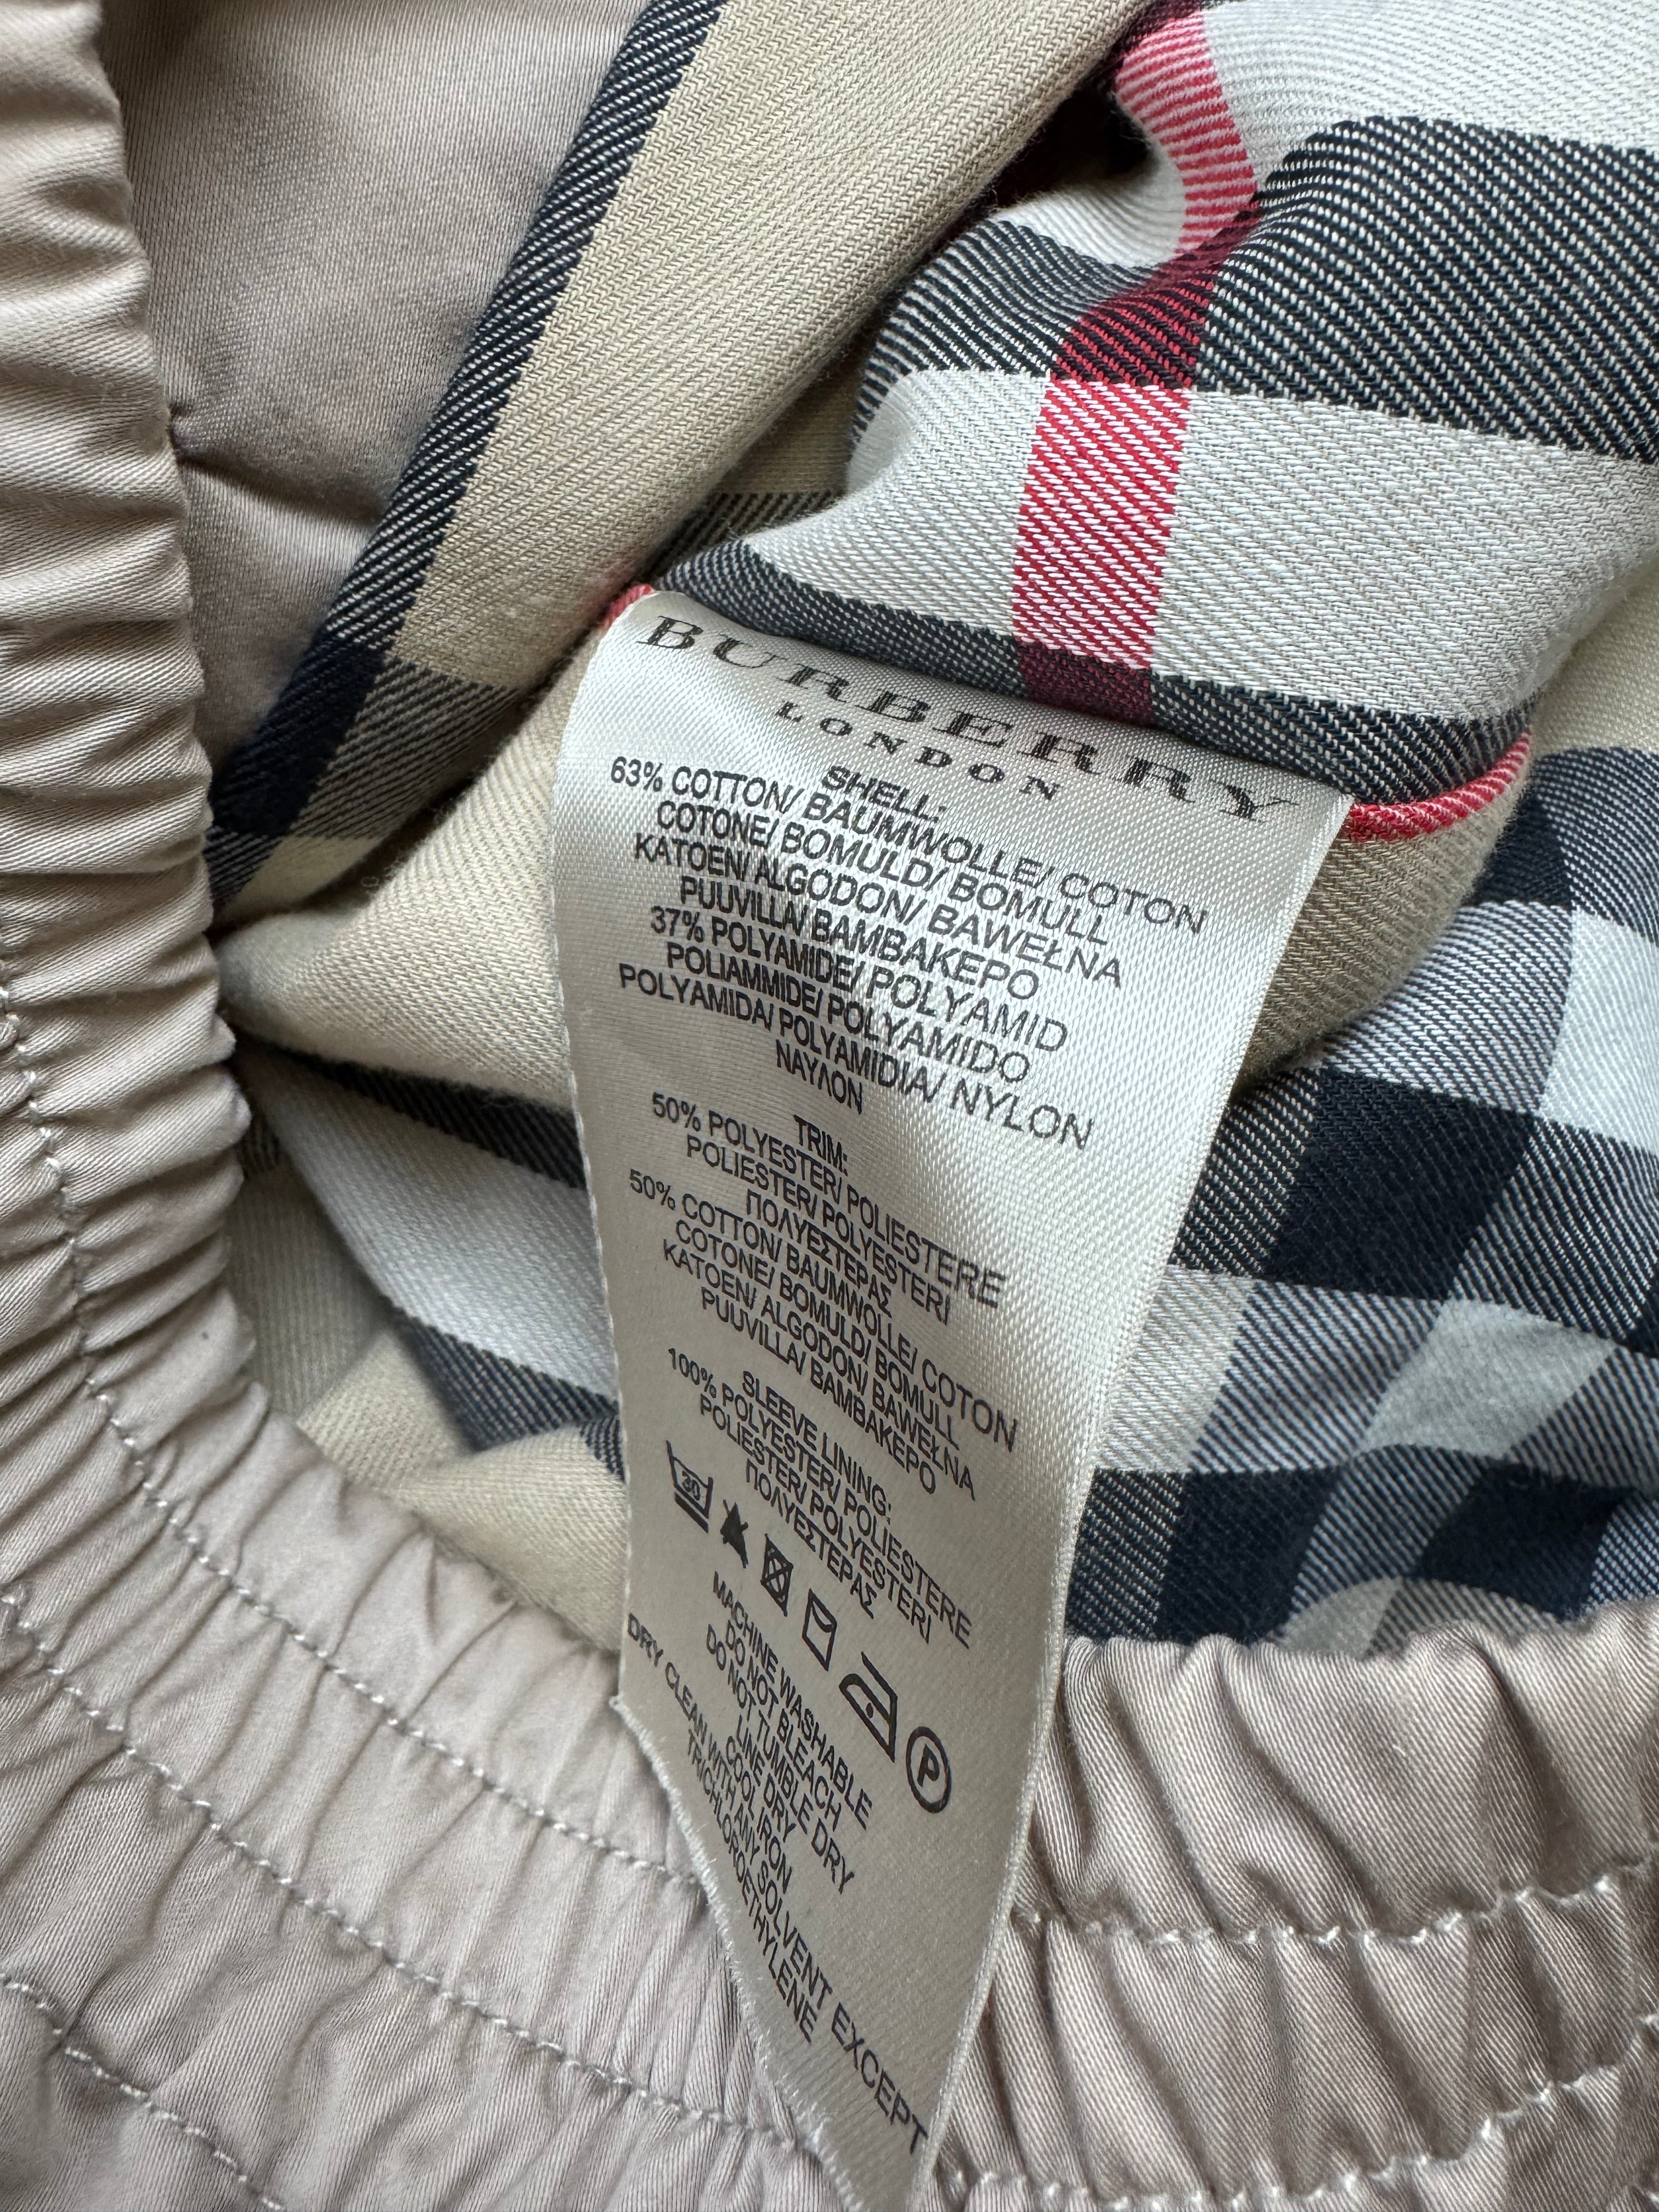 BURBERRY
LONDON
SHELL:
63% COTTON/ BAUMWOLLE/ COTON
COTONE/ BOMULD/ BOMULL
KATOEN/ ALGODON/ BAWEŁNA
PUUVILLA/ BAMBAKEPO
37% POLYAMIDE/ POLYAMID
POLIAMMIDE/ POLYAMIDO
POLYAMIDA/ POLYAMIDIA/ NYLON
ΝΑΥΛΟΝ
TRIM:
50% POLYESTER/ POLIESTERE
POLIESTER/ POLYESTERI
ΠΟΛΥΕΣΤΕΡΑΣ
50% COTTON/ BAUMWOLLE/ COTON
COTONE/ BOMULD/ BOMULL
KATOEN/ ALGODON/ BAWEŁNA
PUUVILLA/ BAMBAKEPO
SLEEVE LINING:
100% POLYESTER/ POLIESTERE
POLIESTER/ POLYESTERI
ΠΟΛΥΕΣΤΕΡΑΣ
30
P
MACHINE WASHABLE
DO NOT BLEACH
DO NOT TUMBLE DRY
LINE DRY
COOL IRON
DRY CLEAN WITH ANY SOLVENT EXCEPT
TRICHLOROETHYLENE